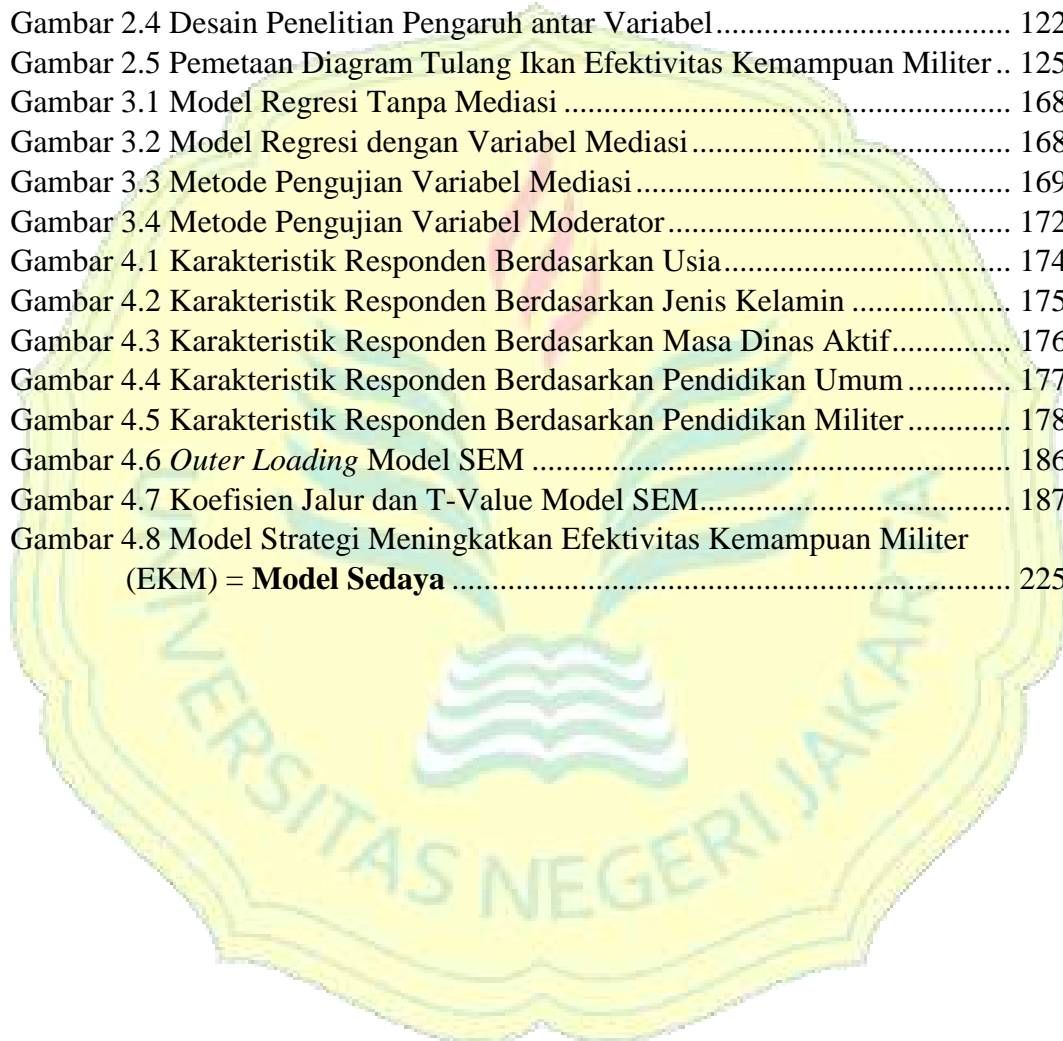 Gambar 2.4 Desain Penelitian Pengaruh antar Variabel.................................... 122
Gambar 2.5 Pemetaan Diagram Tulang Ikan Efektivitas Kemampuan Militer.. 125
Gambar 3.1 Model Regresi Tanpa Mediasi ...................................................... 168
Gambar 3.2 Model Regresi dengan Variabel Mediasi....................................... 168
Gambar 3.3 Metode Pengujian Variabel Mediasi.............................................. 169
Gambar 3.4 Metode Pengujian Variabel Moderator.......................................... 172
Gambar 4.1 Karakteristik Responden Berdasarkan Usia................................... 174
Gambar 4.2 Karakteristik Responden Berdasarkan Jenis Kelamin ................... 175
Gambar 4.3 Karakteristik Responden Berdasarkan Masa Dinas Aktif.............. 176
Gambar 4.4 Karakteristik Responden Berdasarkan Pendidikan Umum............ 177
Gambar 4.5 Karakteristik Responden Berdasarkan Pendidikan Militer ............ 178
Gambar 4.6 Outer Loading Model SEM .......................................................... 186
Gambar 4.7 Koefisien Jalur dan T-Value Model SEM...................................... 187
Gambar 4.8 Model Strategi Meningkatkan Efektivitas Kemampuan Militer
(EKM) = Model Sedaya .................................................................... 225
UNIVERSITAS NEGERI JAKARTA